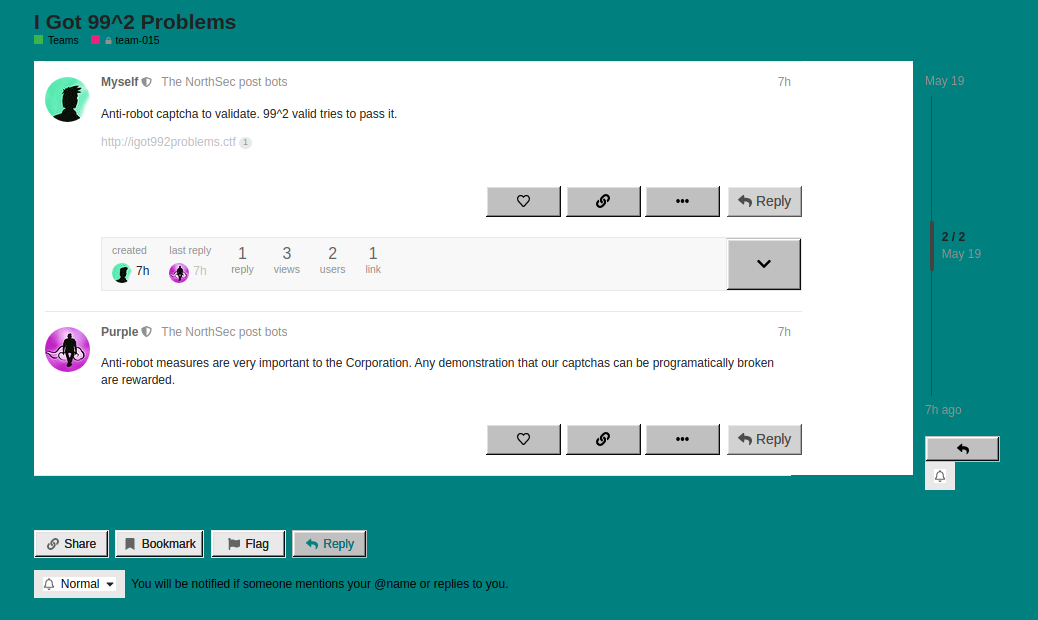 I Got 99^2 Problems
Teams team-015
Myself The NorthSec post bots 7h
Anti-robot captcha to validate. 99^2 valid tries to pass it.
http://igot992problems.ctf 1
Reply
created last reply 1 3 2 1
7h 7h reply views users link
Purple The NorthSec post bots 7h
Anti-robot measures are very important to the Corporation. Any demonstration that our captchas can be programatically broken
are rewarded.
Reply
May 19
2 / 2
May 19
7h ago
Share Bookmark Flag Reply
Normal You will be notified if someone mentions your @name or replies to you.